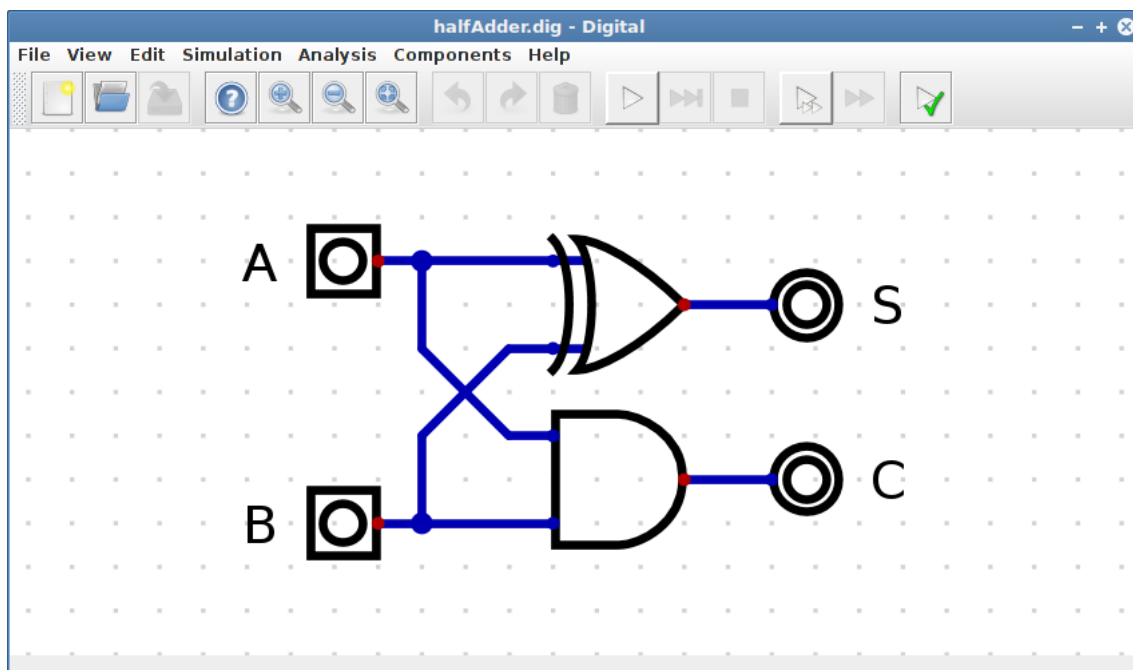 halfAdder.dig - Digital
File View Edit Simulation Analysis Components Help
A
S
B
C